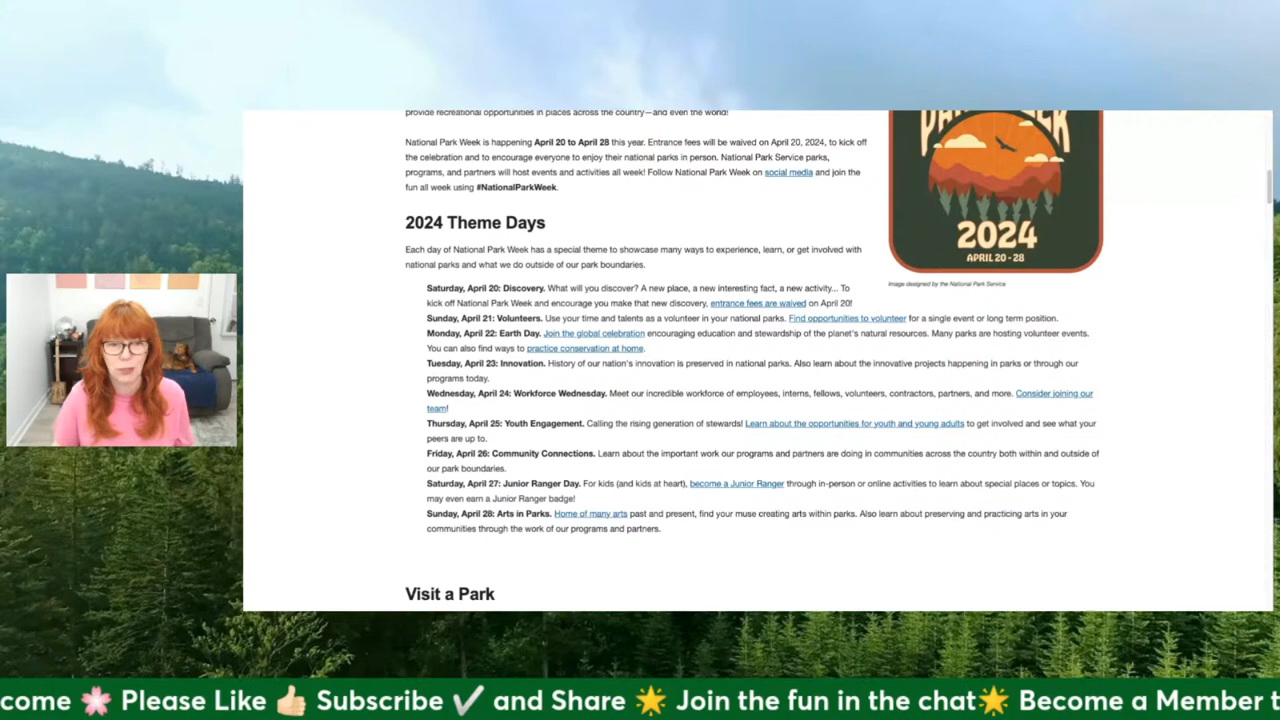 provide recreational opportunities in places across the country—and even the world!
National Park Week is happening April 20 to April 28 this year. Entrance fees will be waived on April 20, 2024, to kick off
the celebration and to encourage everyone to enjoy their national parks in person. National Park Service parks,
programs, and partners will host events and activities all week! Follow National Park Week on social media and join the
fun all week using #NationalParkWeek.
2024
APRIL 20 - 28
Image designed by the National Park Service
2024 Theme Days
Each day of National Park Week has a special theme to showcase many ways to experience, learn, or get involved with
national parks and what we do outside of our park boundaries.
Saturday, April 20: Discovery. What will you discover? A new place, a new interesting fact, a new activity... To
kick off National Park Week and encourage you make that new discovery, entrance fees are waived on April 20!
Sunday, April 21: Volunteers. Use your time and talents as a volunteer in your national parks. Find opportunities to volunteer for a single event or long term position.
Monday, April 22: Earth Day. Join the global celebration encouraging education and stewardship of the planet's natural resources. Many parks are hosting volunteer events.
You can also find ways to practice conservation at home.
Tuesday, April 23: Innovation. History of our nation's innovation is preserved in national parks. Also learn about the innovative projects happening in parks or through our
programs today.
Wednesday, April 24: Workforce Wednesday. Meet our incredible workforce of employees, interns, fellows, volunteers, contractors, partners, and more. Consider joining our
team!
Thursday, April 25: Youth Engagement. Calling the rising generation of stewards! Learn about the opportunities for youth and young adults to get involved and see what your
peers are up to.
Friday, April 26: Community Connections. Learn about the important work our programs and partners are doing in communities across the country both within and outside of
our park boundaries.
Saturday, April 27: Junior Ranger Day. For kids (and kids at heart), become a Junior Ranger through in-person or online activities to learn about special places or topics. You
may even earn a Junior Ranger badge!
Sunday, April 28: Arts in Parks. Home of many arts past and present, find your muse creating arts within parks. Also learn about preserving and practicing arts in your
communities through the work of our programs and partners.
Visit a Park
come 🌸 Please Like 👍 Subscribe ✔ and Share 🌟 Join the fun in the chat 🌟 Become a Member t